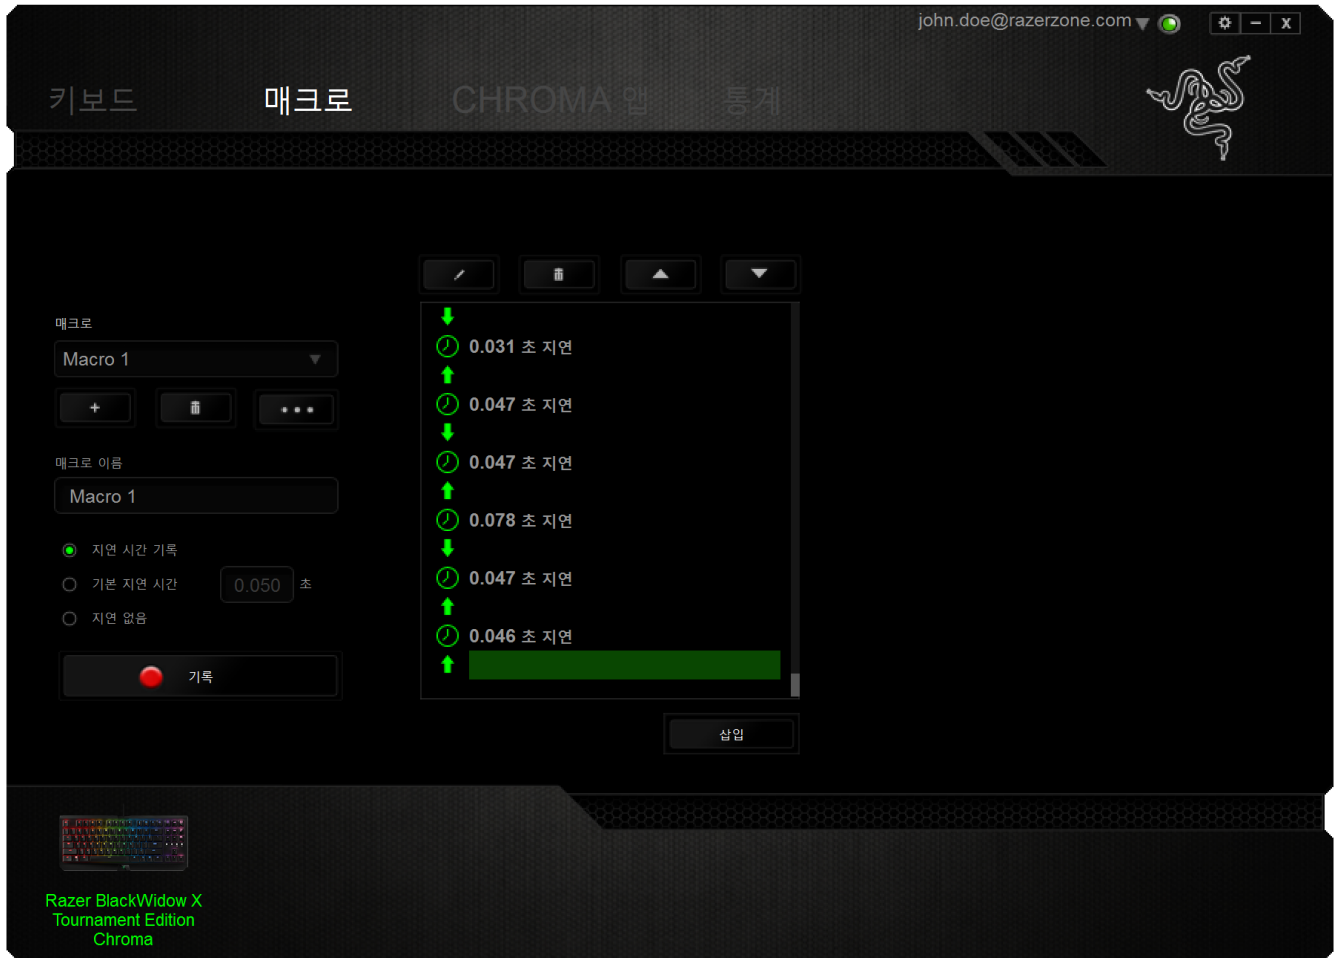 john.doe@razerzone.com
키보드 매크로 CHROMA 앱 통계
매크로
Macro 1
매크로 이름
Macro 1
지연 시간 기록
기본 지연 시간 0.050 초
지연 없음
기록
0.031 초 지연
0.047 초 지연
0.047 초 지연
0.078 초 지연
0.047 초 지연
0.046 초 지연
삽입
Razer BlackWidow X
Tournament Edition
Chroma